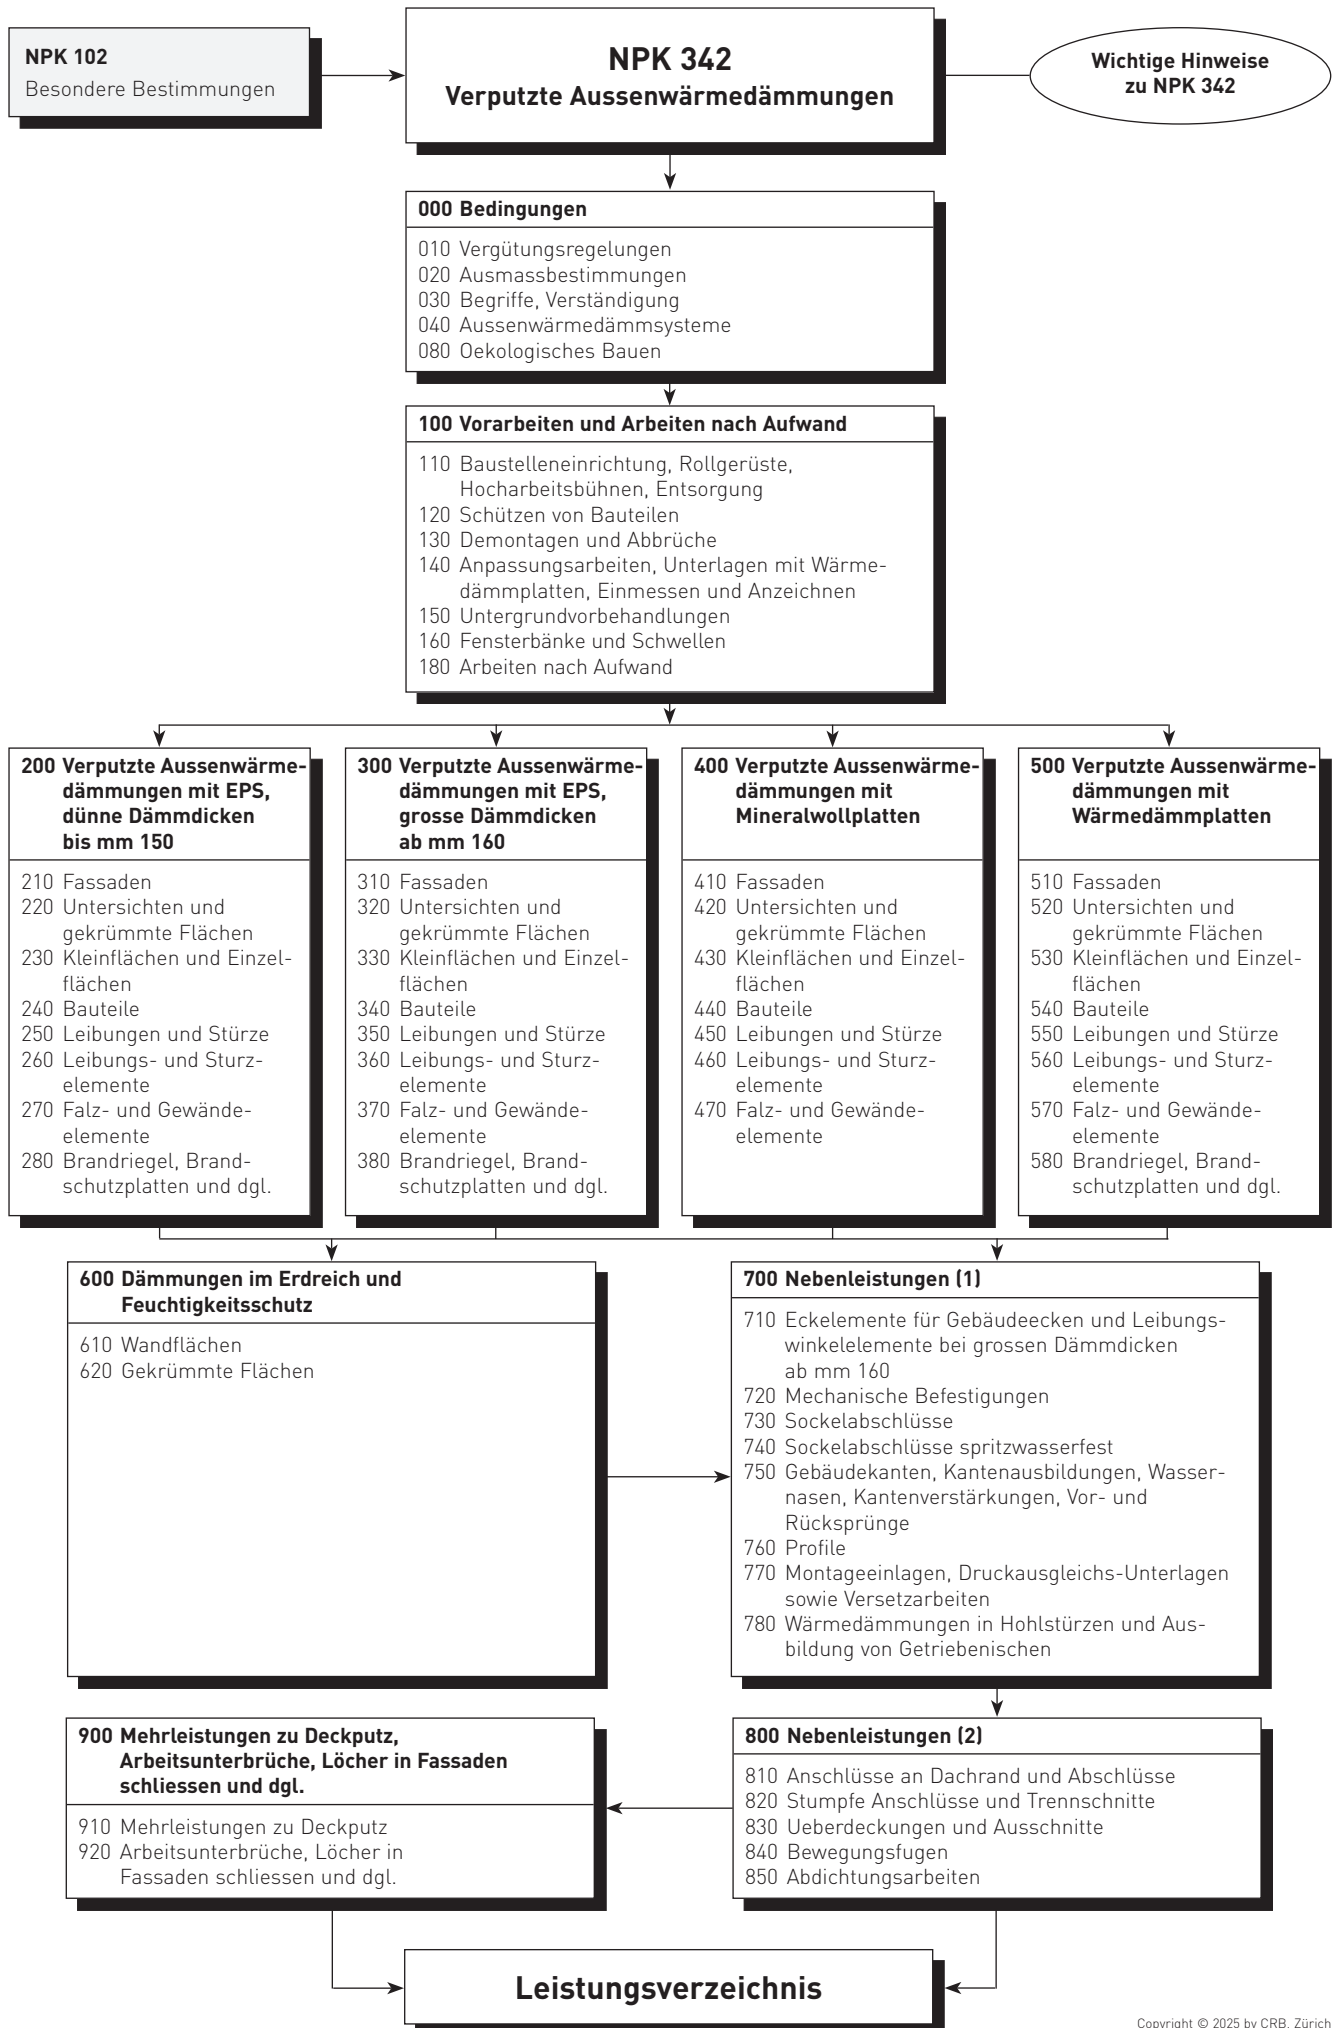 NPK 102
Besondere Bestimmungen
NPK 342
Verputzte Aussenwärmedämmungen
Wichtige Hinweise
zu NPK 342
000 Bedingungen
010 Vergütungsregelungen
020 Ausmassbestimmungen
030 Begriffe, Verständigung
040 Aussenwärmedämmsysteme
080 Oekologisches Bauen
100 Vorarbeiten und Arbeiten nach Aufwand
110 Baustelleneinrichtung, Rollgerüste,
Hocharbeitsbühnen, Entsorgung
120 Schützen von Bauteilen
130 Demontagen und Abbrüche
140 Anpassungsarbeiten, Unterlagen mit Wärme-
dämmplatten, Einmessen und Anzeichnen
150 Untergrundvorbehandlungen
160 Fensterbänke und Schwellen
180 Arbeiten nach Aufwand
200 Verputzte Aussenwärme-
dämmungen mit EPS,
dünne Dämmdicken
bis mm 150
210 Fassaden
220 Untersichten und
gekrümmte Flächen
230 Kleinflächen und Einzel-
flächen
240 Bauteile
250 Leibungen und Stürze
260 Leibungs- und Sturz-
elemente
270 Falz- und Gewände-
elemente
280 Brandriegel, Brand-
schutzplatten und dgl.
300 Verputzte Aussenwärme-
dämmungen mit EPS,
grosse Dämmdicken
ab mm 160
310 Fassaden
320 Untersichten und
gekrümmte Flächen
330 Kleinflächen und Einzel-
flächen
340 Bauteile
350 Leibungen und Stürze
360 Leibungs- und Sturz-
elemente
370 Falz- und Gewände-
elemente
380 Brandriegel, Brand-
schutzplatten und dgl.
400 Verputzte Aussenwärme-
dämmungen mit
Mineralwollplatten
410 Fassaden
420 Untersichten und
gekrümmte Flächen
430 Kleinflächen und Einzel-
flächen
440 Bauteile
450 Leibungen und Stürze
460 Leibungs- und Sturz-
elemente
470 Falz- und Gewände-
elemente
500 Verputzte Aussenwärme-
dämmungen mit
Wärmedämmplatten
510 Fassaden
520 Untersichten und
gekrümmte Flächen
530 Kleinflächen und Einzel-
flächen
540 Bauteile
550 Leibungen und Stürze
560 Leibungs- und Sturz-
elemente
570 Falz- und Gewände-
elemente
580 Brandriegel, Brand-
schutzplatten und dgl.
600 Dämmungen im Erdreich und
Feuchtigkeitsschutz
610 Wandflächen
620 Gekrümmte Flächen
700 Nebenleistungen (1)
710 Eckelemente für Gebäudeecken und Leibungs-
winkelelemente bei grossen Dämmdicken
ab mm 160
720 Mechanische Befestigungen
730 Sockelabschlüsse
740 Sockelabschlüsse spritzwasserfest
750 Gebäudekanten, Kantenausbildungen, Wasser-
nasen, Kantenverstärkungen, Vor- und
Rücksprünge
760 Profile
770 Montageeinlagen, Druckausgleichs-Unterlagen
sowie Versetzarbeiten
780 Wärmedämmungen in Hohlstürzen und Aus-
bildung von Getriebenischen
900 Mehrleistungen zu Deckputz,
Arbeitsunterbrüche, Löcher in Fassaden
schliessen und dgl.
910 Mehrleistungen zu Deckputz
920 Arbeitsunterbrüche, Löcher in
Fassaden schliessen und dgl.
800 Nebenleistungen (2)
810 Anschlüsse an Dachrand und Abschlüsse
820 Stumpfe Anschlüsse und Trennschnitte
830 Ueberdeckungen und Ausschnitte
840 Bewegungsfugen
850 Abdichtungsarbeiten
Leistungsverzeichnis
Copyright © 2025 by CRB, Zürich